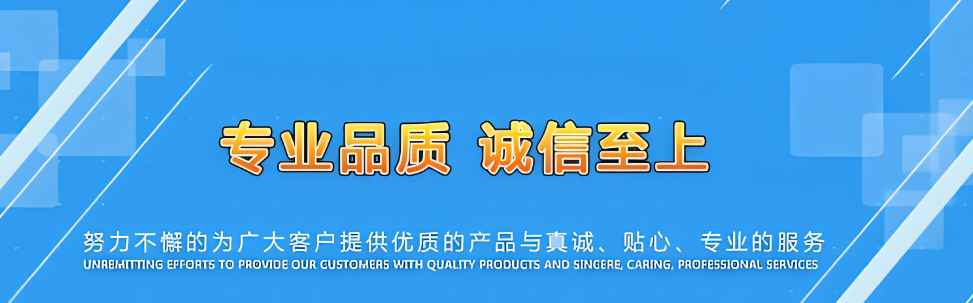 专业品质 诚信至上
努力不懈的为广大客户提供优质的产品与真诚、贴心、专业的服务
UNREMITTING EFFORTS TO PROVIDE OUR CUSTOMERS WITH QUALITY PRODUCTS AND SINCERE, CARING, PROFESSIONAL SERVICES